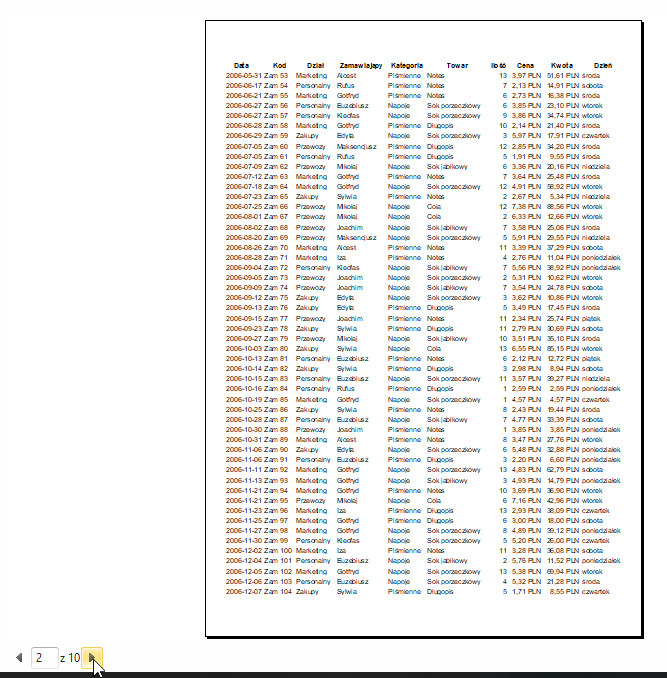 Data Kod Dział Zamawiający Kategoria Towar Ilość Cena Kwota Dzień
2006-05-31 Zam 53 Marketing Alcest Piśmienne Notes 13 3,97 PLN 51,61 PLN środa
2006-06-17 Zam 54 Personalny Rufus Piśmienne Notes 7 2,13 PLN 14,91 PLN sobota
2006-06-21 Zam 55 Marketing Gotfryd Piśmienne Notes 6 2,73 PLN 16,38 PLN środa
2006-06-27 Zam 56 Personalny Euzebiusz Napoje Sok porzeczkowy 6 3,85 PLN 23,10 PLN wtorek
2006-06-27 Zam 57 Personalny Kleofas Napoje Sok porzeczkowy 9 3,86 PLN 34,74 PLN wtorek
2006-06-28 Zam 58 Marketing Gotfryd Piśmienne Długopis 10 2,14 PLN 21,40 PLN środa
2006-06-29 Zam 59 Zakupy Edyta Napoje Sok porzeczkowy 3 5,97 PLN 17,91 PLN czwartek
2006-07-05 Zam 60 Przewozy Maksencjusz Piśmienne Długopis 12 2,85 PLN 34,20 PLN środa
2006-07-05 Zam 61 Personalny Rufus Piśmienne Długopis 5 1,91 PLN 9,55 PLN środa
2006-07-09 Zam 62 Przewozy Mikołaj Napoje Sok jabłkowy 6 3,36 PLN 20,16 PLN niedziela
2006-07-12 Zam 63 Marketing Gotfryd Piśmienne Notes 7 3,64 PLN 25,48 PLN środa
2006-07-18 Zam 64 Marketing Gotfryd Napoje Sok porzeczkowy 12 4,91 PLN 58,92 PLN wtorek
2006-07-23 Zam 65 Zakupy Sylwia Piśmienne Notes 2 2,67 PLN 5,34 PLN niedziela
2006-07-25 Zam 66 Przewozy Mikołaj Napoje Cola 12 7,38 PLN 88,56 PLN wtorek
2006-08-01 Zam 67 Przewozy Mikołaj Napoje Cola 2 6,33 PLN 12,66 PLN wtorek
2006-08-02 Zam 68 Przewozy Joachim Napoje Sok jabłkowy 7 3,58 PLN 25,06 PLN środa
2006-08-20 Zam 69 Przewozy Maksencjusz Napoje Sok porzeczkowy 5 5,91 PLN 29,55 PLN niedziela
2006-08-26 Zam 70 Marketing Alcest Piśmienne Notes 11 3,39 PLN 37,29 PLN sobota
2006-08-28 Zam 71 Marketing Iza Piśmienne Notes 4 2,76 PLN 11,04 PLN poniedziałek
2006-09-04 Zam 72 Personalny Kleofas Napoje Sok jabłkowy 7 5,56 PLN 38,92 PLN poniedziałek
2006-09-05 Zam 73 Przewozy Joachim Napoje Sok porzeczkowy 2 5,31 PLN 10,62 PLN wtorek
2006-09-09 Zam 74 Przewozy Joachim Napoje Sok jabłkowy 7 3,54 PLN 24,78 PLN sobota
2006-09-12 Zam 75 Zakupy Edyta Napoje Sok porzeczkowy 3 3,62 PLN 10,86 PLN wtorek
2006-09-13 Zam 76 Zakupy Edyta Piśmienne Długopis 5 3,49 PLN 17,45 PLN środa
2006-09-15 Zam 77 Przewozy Joachim Piśmienne Notes 11 2,34 PLN 25,74 PLN piątek
2006-09-23 Zam 78 Zakupy Sylwia Piśmienne Długopis 11 2,79 PLN 30,69 PLN sobota
2006-09-27 Zam 79 Przewozy Mikołaj Napoje Sok jabłkowy 10 3,51 PLN 35,10 PLN środa
2006-10-03 Zam 80 Zakupy Sylwia Napoje Cola 13 6,55 PLN 85,15 PLN wtorek
2006-10-13 Zam 81 Personalny Euzebiusz Piśmienne Notes 6 2,12 PLN 12,72 PLN piątek
2006-10-14 Zam 82 Zakupy Sylwia Piśmienne Długopis 3 2,98 PLN 8,94 PLN sobota
2006-10-15 Zam 83 Personalny Euzebiusz Napoje Sok porzeczkowy 11 3,57 PLN 39,27 PLN niedziela
2006-10-16 Zam 84 Personalny Rufus Piśmienne Długopis 1 2,59 PLN 2,59 PLN poniedziałek
2006-10-19 Zam 85 Marketing Gotfryd Napoje Sok porzeczkowy 1 4,57 PLN 4,57 PLN czwartek
2006-10-25 Zam 86 Zakupy Sylwia Piśmienne Notes 8 2,43 PLN 19,44 PLN środa
2006-10-28 Zam 87 Personalny Euzebiusz Napoje Sok jabłkowy 7 4,77 PLN 33,39 PLN sobota
2006-10-30 Zam 88 Przewozy Joachim Piśmienne Notes 1 3,85 PLN 3,85 PLN poniedziałek
2006-10-31 Zam 89 Marketing Alcest Piśmienne Notes 8 3,47 PLN 27,76 PLN wtorek
2006-11-06 Zam 90 Zakupy Edyta Napoje Sok porzeczkowy 6 5,48 PLN 32,88 PLN poniedziałek
2006-11-06 Zam 91 Personalny Euzebiusz Piśmienne Długopis 3 2,20 PLN 6,60 PLN poniedziałek
2006-11-11 Zam 92 Marketing Gotfryd Napoje Sok porzeczkowy 13 4,83 PLN 62,79 PLN sobota
2006-11-13 Zam 93 Marketing Gotfryd Napoje Sok jabłkowy 3 4,93 PLN 14,79 PLN poniedziałek
2006-11-21 Zam 94 Marketing Gotfryd Piśmienne Notes 10 3,69 PLN 36,90 PLN wtorek
2006-11-21 Zam 95 Przewozy Mikołaj Napoje Cola 6 7,16 PLN 42,96 PLN wtorek
2006-11-23 Zam 96 Marketing Iza Piśmienne Długopis 13 2,93 PLN 38,09 PLN czwartek
2006-11-25 Zam 97 Marketing Gotfryd Piśmienne Długopis 6 3,00 PLN 18,00 PLN sobota
2006-11-27 Zam 98 Marketing Gotfryd Napoje Sok porzeczkowy 8 4,89 PLN 39,12 PLN poniedziałek
2006-11-30 Zam 99 Personalny Kleofas Napoje Sok porzeczkowy 5 5,20 PLN 26,00 PLN czwartek
2006-12-02 Zam 100 Marketing Iza Piśmienne Notes 11 3,28 PLN 36,08 PLN sobota
2006-12-04 Zam 101 Personalny Euzebiusz Napoje Sok jabłkowy 2 5,76 PLN 11,52 PLN poniedziałek
2006-12-05 Zam 102 Marketing Gotfryd Napoje Sok porzeczkowy 13 5,38 PLN 69,94 PLN wtorek
2006-12-06 Zam 103 Personalny Euzebiusz Napoje Sok porzeczkowy 4 5,32 PLN 21,28 PLN środa
2006-12-07 Zam 104 Zakupy Sylwia Piśmienne Długopis 5 1,71 PLN 8,55 PLN czwartek
2 z 10